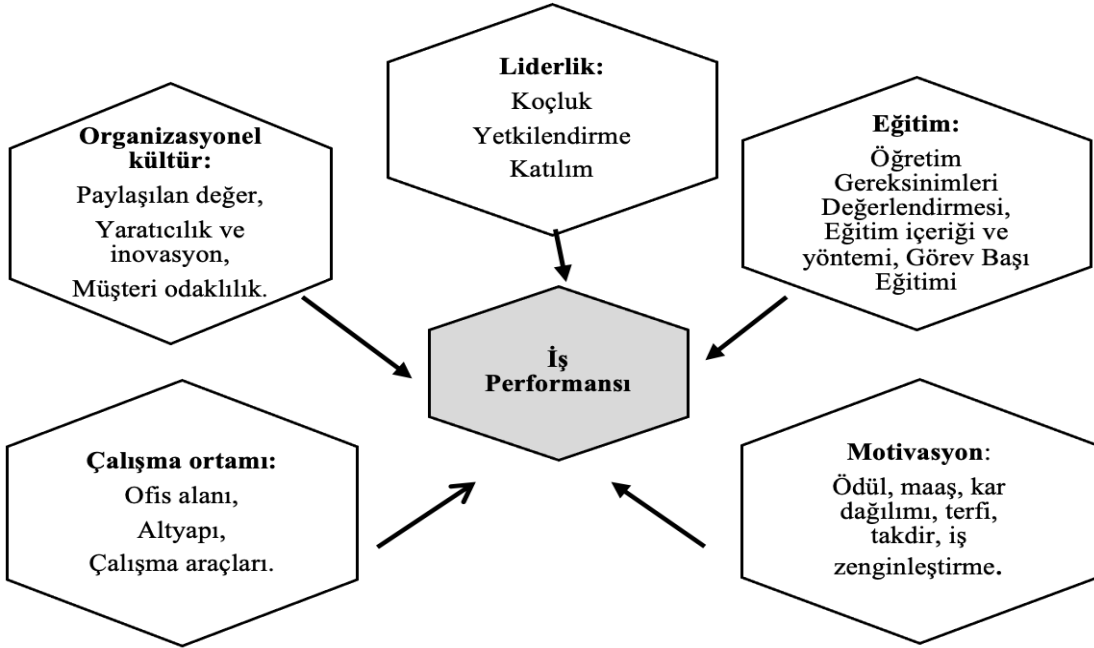 Liderlik:
Koçluk
Yetkilendirme
Katılım
Organizasyonel
kültür:
Paylaşılan değer,
Yaratıcılık ve
inovasyon,
Müşteri odaklılık.
Eğitim:
Öğretim
Gereksinimleri
Değerlendirmesi,
Eğitim içeriği ve
yöntemi, Görev Başı
Eğitimi
İş
Performansı
Çalışma ortamı:
Ofis alanı,
Altyapı,
Çalışma araçları.
Motivasyon:
Ödül, maaş, kar
dağılımı, terfi,
takdir, iş
zenginleştirme.